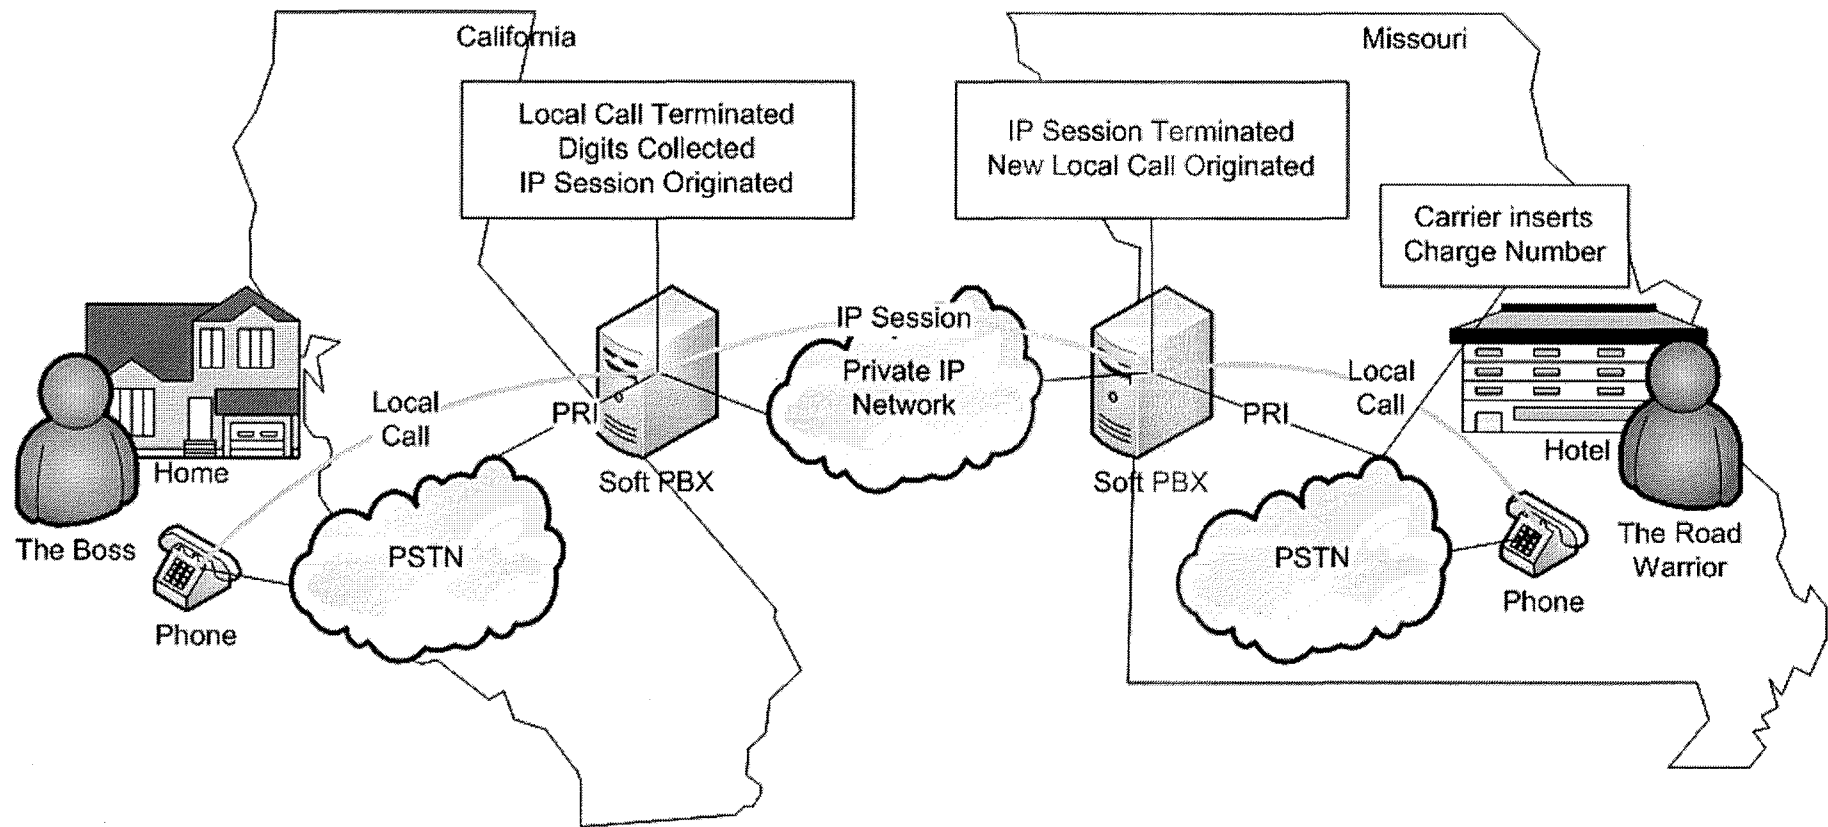 California
Missouri
Local Call Terminated
Digits Collected
IP Session Originated
IP Session Terminated
New Local Call Originated
Carrier inserts
Charge Number
IP Session
Private IP
Network
Local
Call
PRI
Local
Call
PRI
Home
Hotel
Soft PBX
Soft PBX
The Boss
PSTN
PSTN
The Road
Warrior
Phone
Phone